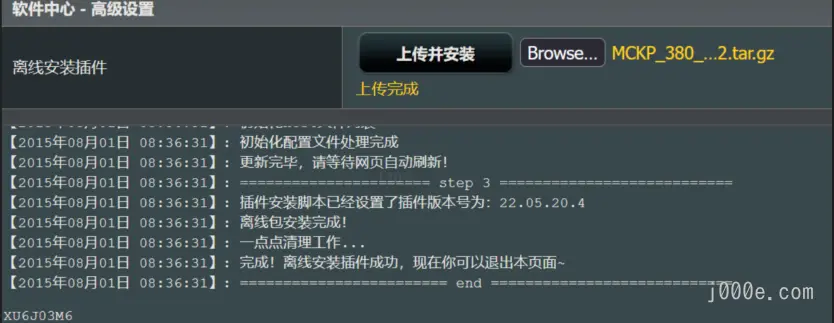 软件中心 - 高级设置
离线安装插件
上传并安装
Browse... MCKP_380_...2.tar.gz
上传完成
【2015年08月01日 08:36:31】: 初始化配置文件处理完成
【2015年08月01日 08:36:31】: 更新完毕，请等待网页自动刷新！
【2015年08月01日 08:36:31】: ====================== step 3 ===========================
【2015年08月01日 08:36:31】: 插件安装脚本已经设置了插件版本号为: 22.05.20.4
【2015年08月01日 08:36:31】: 离线包安装完成！
【2015年08月01日 08:36:31】: 一点点清理工作...
【2015年08月01日 08:36:31】: 完成！离线安装插件成功，现在你可以退出本页面~
【2015年08月01日 08:36:31】: ======================== end ============================
j000e.com
XU6J03M6